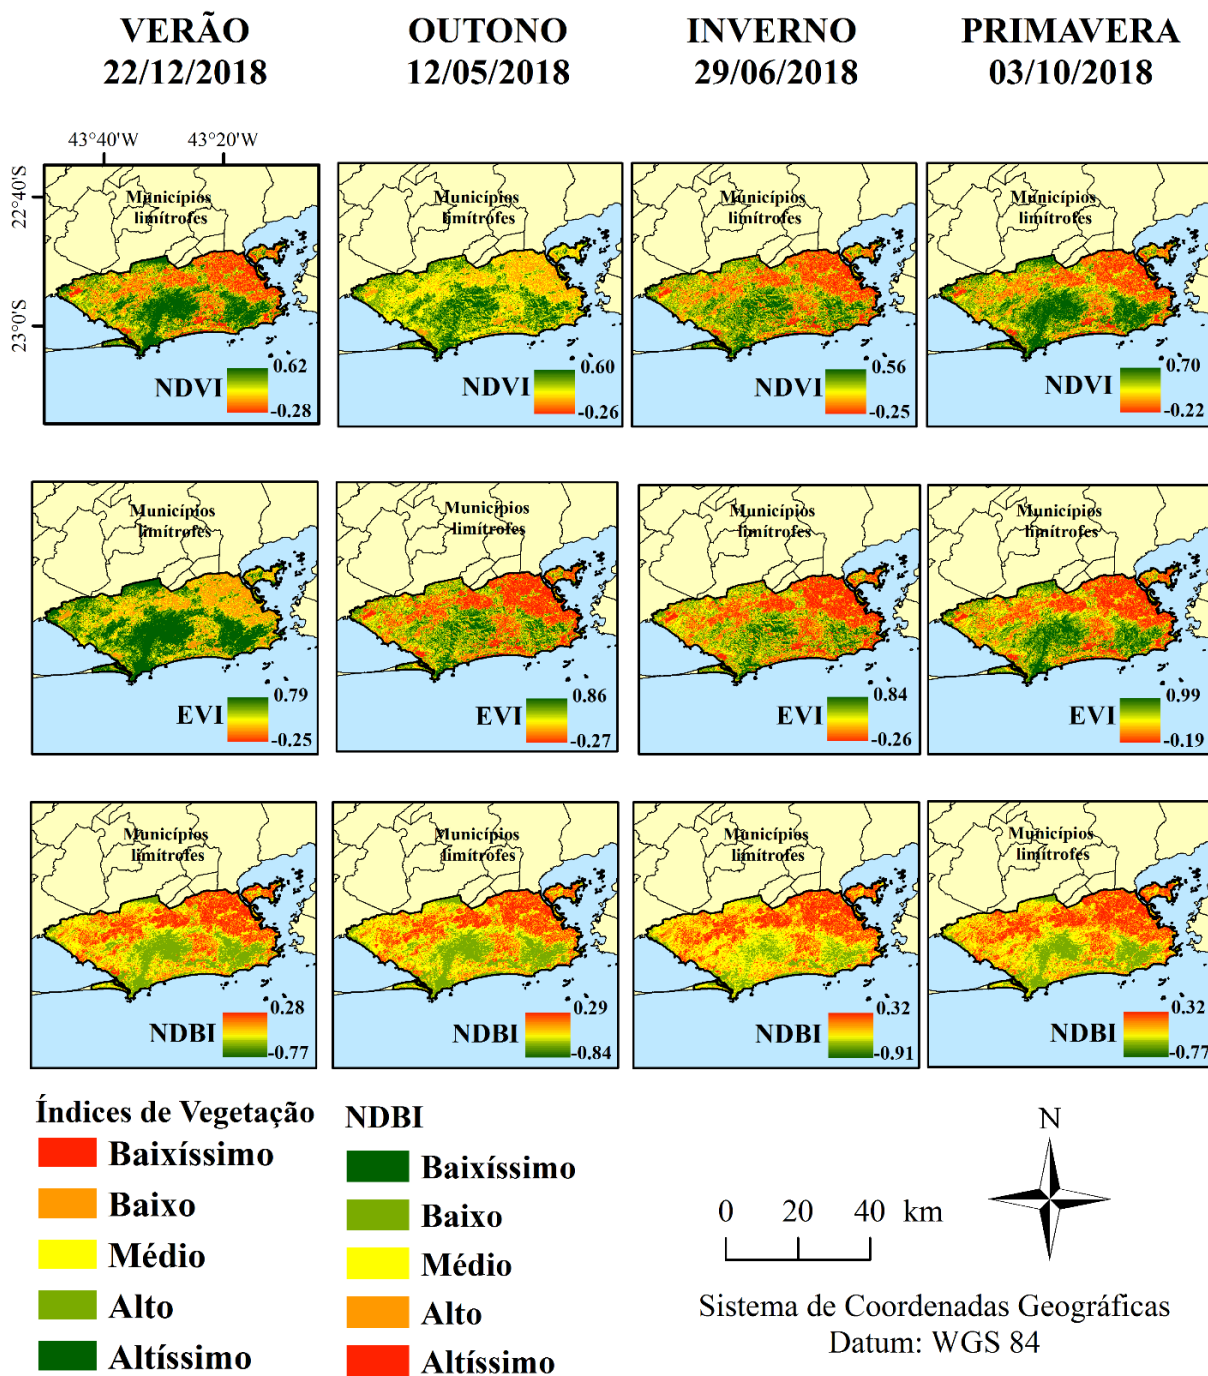 VERÃO
22/12/2018
OUTONO
12/05/2018
INVERNO
29/06/2018
PRIMAVERA
03/10/2018
43°40'W
43°20'W
22°40'S
23°0'S
Municípios
limítrofes
0.62
NDVI
-0.28
Municípios
limítrofes
0.60
NDVI
-0.26
Municípios
limítrofes
0.56
NDVI
-0.25
Municípios
limítrofes
0.70
NDVI
-0.22
Municípios
limítrofes
0.79
EVI
-0.25
Municípios
limítrofes
0.86
EVI
-0.27
Municípios
limítrofes
0.84
EVI
-0.26
Municípios
limítrofes
0.99
EVI
-0.19
Municípios
limítrofes
0.28
NDBI
-0.77
Municípios
limítrofes
0.29
NDBI
-0.84
Municípios
limítrofes
0.32
NDBI
-0.91
Municípios
limítrofes
0.32
NDBI
-0.77
Índices de Vegetação
Baixíssimo
Baixo
Médio
Alto
Altíssimo
NDBI
Baixíssimo
Baixo
Médio
Alto
Altíssimo
N
0 20 40 km
Sistema de Coordenadas Geográficas
Datum: WGS 84